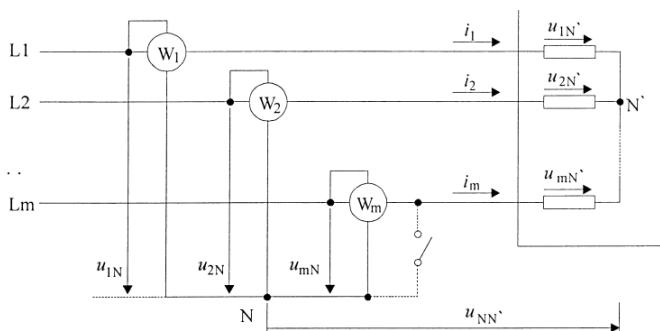 L1
W1
i1
u1N`
L2
W2
i2
u2N`
N`
. .
Lm
Wm
im
umN`
u1N
u2N
umN
N
uNN`